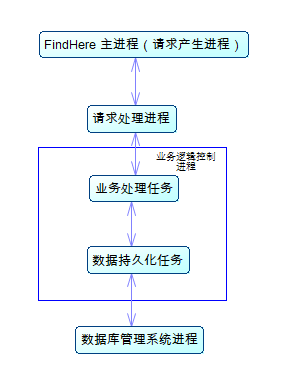 FindHere 主进程（请求产生进程）
请求处理进程
业务逻辑控制
进程
业务处理任务
数据持久化任务
数据库管理系统进程